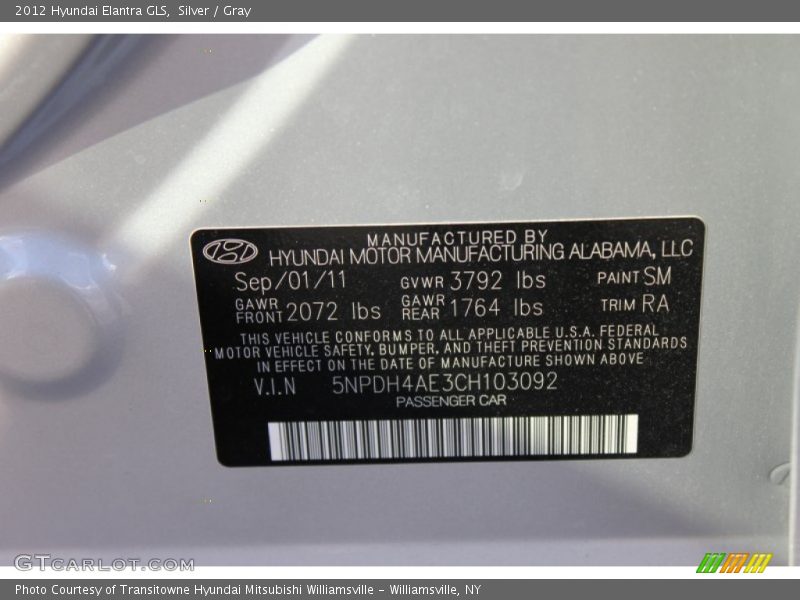 2012 Hyundai Elantra GLS,  Silver / Gray
MANUFACTURED BY
HYUNDAI MOTOR MANUFACTURING ALABAMA, LLC
Sep/01/11 GVWR 3792 lbs PAINT SM
GAWR FRONT 2072 lbs GAWR REAR 1764 lbs TRIM RA
THIS VEHICLE CONFORMS TO ALL APPLICABLE U.S.A. FEDERAL
MOTOR VEHICLE SAFETY, BUMPER, AND THEFT PREVENTION STANDARDS
IN EFFECT ON THE DATE OF MANUFACTURE SHOWN ABOVE
V.I.N 5NPDH4AE3CH103092
PASSENGER CAR
GTCARLOT.COM
Photo Courtesy of Transitowne Hyundai Mitsubishi Williamsville - Williamsville, NY